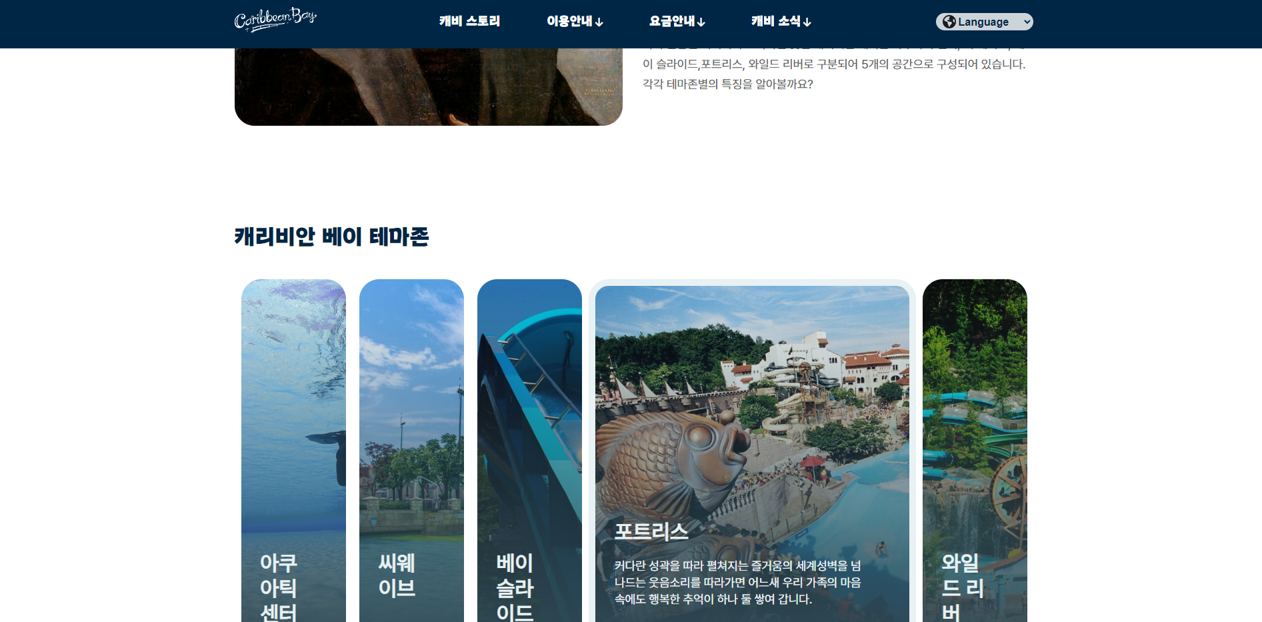 Caribbean Bay
캐비 스토리
이용안내↓
요금안내↓
캐비 소식↓
Language
이 슬라이드,포트리스, 와일드 리버로 구분되어 5개의 공간으로 구성되어 있습니다.
각각 테마존별의 특징을 알아볼까요?
캐리비안 베이 테마존
아쿠
아틱
센터
씨웨
이브
베이
슬라
이드
포트리스
커다란 성곽을 따라 펼쳐지는 즐거움의 세계성벽을 넘
나드는 웃음소리를 따라가면 어느새 우리 가족의 마음
속에도 행복한 추억이 하나 둘 쌓여 갑니다.
와일
드 리
버